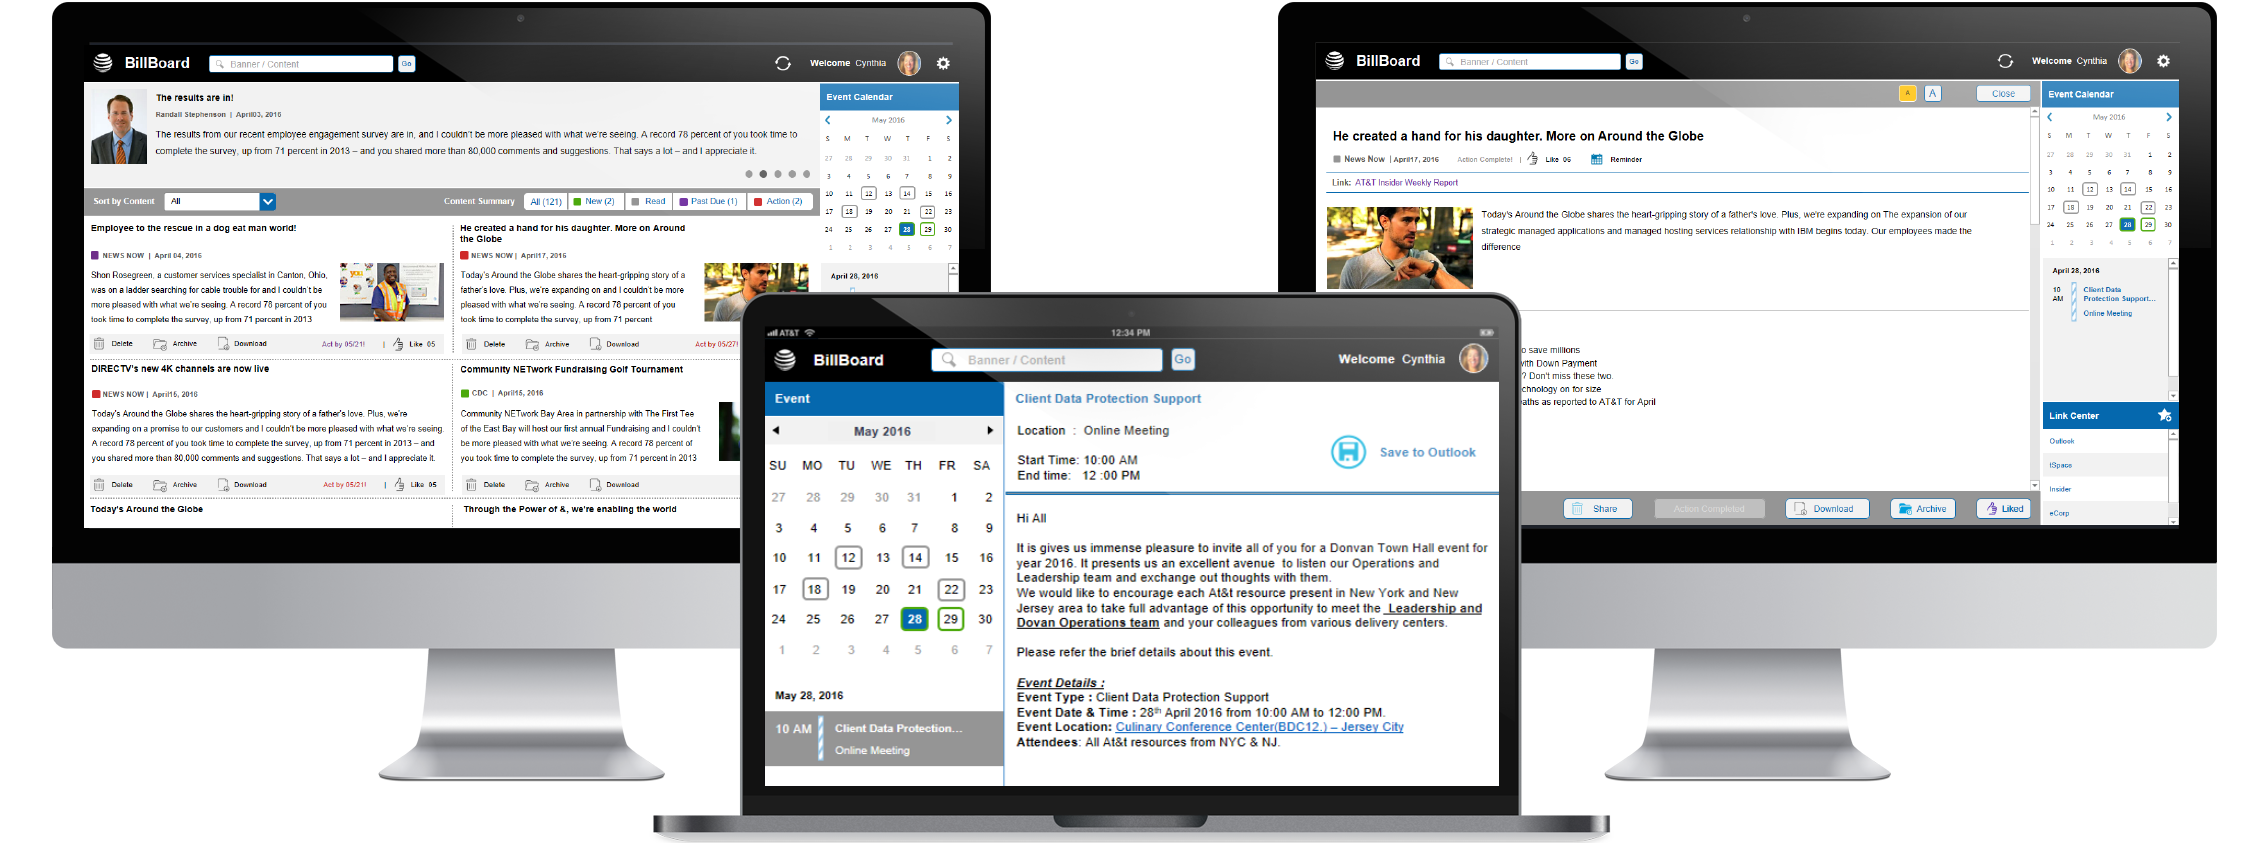 BillBoard
Banner / Content
Go
Welcome Cynthia
The results are in!
Randall Stephenson | April03, 2016
The results from our recent employee engagement survey are in, and I couldn't be more pleased with what we're seeing. A record 78 percent of you took time to
complete the survey, up from 71 percent in 2013 – and you shared more than 80,000 comments and suggestions. That says a lot – and I appreciate it.
Sort by Content
All
Content Summary
All (121)
New (2)
Read
Past Due (1)
Action (2)
Employee to the rescue in a dog eat man world!
NEWS NOW | April 04, 2016
Shon Rosegreen, a customer services specialist in Canton, Ohio,
was on a ladder searching for cable trouble for and I couldn't be
more pleased with what we're seeing. A record 78 percent of you
took time to complete the survey, up from 71 percent in 2013
Delete
Archive
Download
Act by 05/21!
| Like 05
He created a hand for his daughter. More on Around
the Globe
NEWS NOW | April17, 2016
Today's Around the Globe shares the heart-gripping story of a
father's love. Plus, we're expanding on and I couldn't be more
pleased with what we're seeing. A record 78 percent of you
took time to complete the survey, up from 71 percent
Delete
Archive
Download
Act by 05/27!
DIRECTV's new 4K channels are now live
NEWS NOW | April15, 2016
Today's Around the Globe shares the heart-gripping story of a father's love. Plus, we're
expanding on a promise to our customers and I couldn't be more pleased with what we're seeing.
A record 78 percent of you took time to complete the survey, up from 71 percent in 2013 – and
you shared more than 80,000 comments and suggestions. That says a lot – and I appreciate it.
Delete
Archive
Download
Act by 05/21!
| Like 05
Community NETwork Fundraising Golf Tournament
CDC | April15, 2016
Community NETwork Bay Area in partnership with The First Tee
of the East Bay will host our first annual Fundraising and I couldn't
be more pleased with what we're seeing. A record 78 percent of
you took time to complete the survey, up from 71 percent in 2013
Delete
Archive
Download
Today's Around the Globe
Through the Power of &, we're enabling the world
Event Calendar
May 2016
S M T W T F S
27 28 29 30 31 1 2
3 4 5 6 7 8 9
10 11 12 13 14 15 16
17 18 19 20 21 22 23
24 25 26 27 28 29 30
1 2 3 4 5 6 7
April 28, 2016
AT&T
12:34 PM
BillBoard
Banner / Content
Go
Welcome Cynthia
Event
May 2016
SU MO TU WE TH FR SA
27 28 29 30 31 1 2
3 4 5 6 7 8 9
10 11 12 13 14 15 16
17 18 19 20 21 22 23
24 25 26 27 28 29 30
1 2 3 4 5 6 7
May 28, 2016
10 AM
Client Data Protection...
Online Meeting
Client Data Protection Support
Location : Online Meeting
Start Time: 10:00 AM
End time: 12 :00 PM
Save to Outlook
Hi All
It is gives us immense pleasure to invite all of you for a Donvan Town Hall event for
year 2016. It presents us an excellent avenue to listen our Operations and
Leadership team and exchange out thoughts with them.
We would like to encourage each At&t resource present in New York and New
Jersey area to take full advantage of this opportunity to meet the Leadership and
Dovan Operations team and your colleagues from various delivery centers.
Please refer the brief details about this event.
Event Details :
Event Type : Client Data Protection Support
Event Date & Time : 28th April 2016 from 10:00 AM to 12:00 PM.
Event Location: Culinary Conference Center(BDC12.) – Jersey City
Attendees: All At&t resources from NYC & NJ.
BillBoard
Banner / Content
Go
Welcome Cynthia
A
A
Close
He created a hand for his daughter. More on Around the Globe
News Now | April17, 2016
Action Complete! |
Like 06
Reminder
Link: AT&T Insider Weekly Report
Today's Around the Globe shares the heart-gripping story of a father's love. Plus, we're expanding on The expansion of our
strategic managed applications and managed hosting services relationship with IBM begins today. Our employees made the
difference
o save millions
with Down Payment
? Don't miss these two.
chnology on for size
aths as reported to AT&T for April
Share
Action Completed
Download
Archive
Liked
Event Calendar
May 2016
S M T W T F S
27 28 29 30 31 1 2
3 4 5 6 7 8 9
10 11 12 13 14 15 16
17 18 19 20 21 22 23
24 25 26 27 28 29 30
1 2 3 4 5 6 7
April 28, 2016
10
AM
Client Data
Protection Support...
Online Meeting
Link Center
Outlook
tSpace
Insider
eCorp